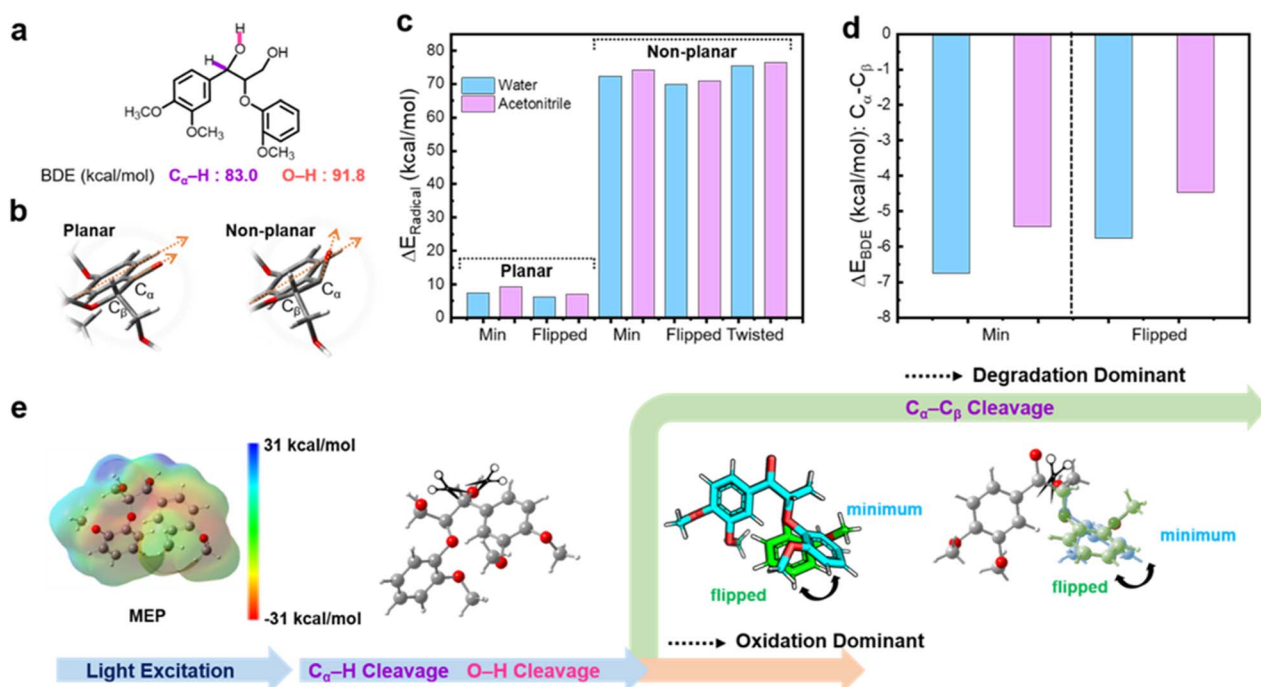 a
H
H
O
OH
OCH₃
OCH₃
O
OCH₃
BDE (kcal/mol) Cα–H : 83.0 O–H : 91.8
b
Planar
Non-planar
Cα
Cβ
Cα
Cβ
c
ΔE_Radical (kcal/mol)
80
70
60
50
40
30
20
10
0
Non-planar
Water
Acetonitrile
Planar
Min
Flipped
Min
Flipped
Twisted
d
ΔE_BDE (kcal/mol): Cα-Cβ
0
-1
-2
-3
-4
-5
-6
-7
-8
Min
Flipped
e
31 kcal/mol
-31 kcal/mol
MEP
Degradation Dominant
Cα–Cβ Cleavage
minimum
flipped
minimum
flipped
Oxidation Dominant
Light Excitation
Cα–H Cleavage
O–H Cleavage